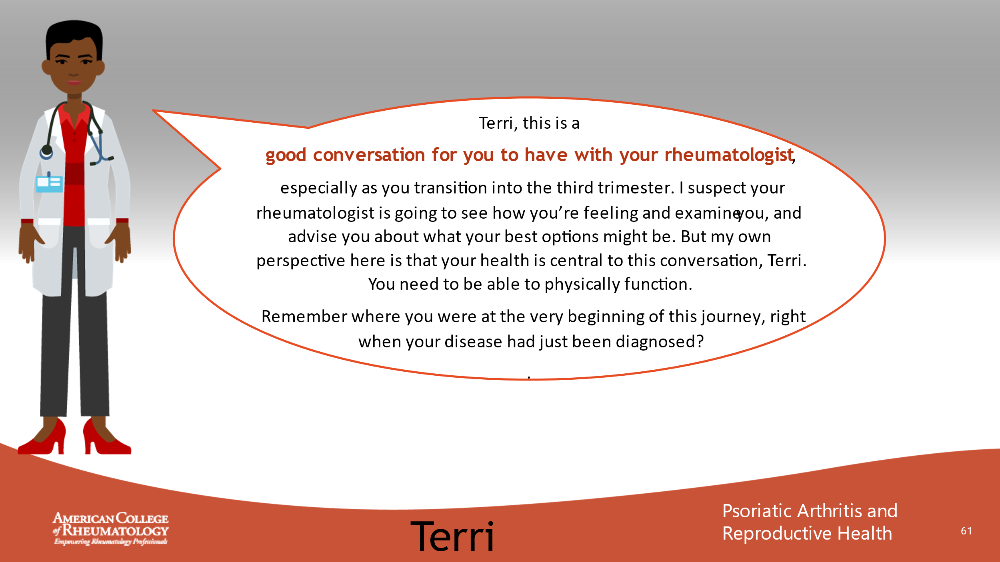 Terri, this is a
good conversation for you to have with your rheumatologist,
especially as you transition into the third trimester. I suspect your
rheumatologist is going to see how you’re feeling and examine you, and
advise you about what your best options might be. But my own
perspective here is that your health is central to this conversation, Terri.
You need to be able to physically function.
Remember where you were at the very beginning of this journey, right
when your disease had just been diagnosed?
.
AMERICAN COLLEGE
of RHEUMATOLOGY
Empowering Rheumatology Professionals
Terri
Psoriatic Arthritis and
Reproductive Health
61